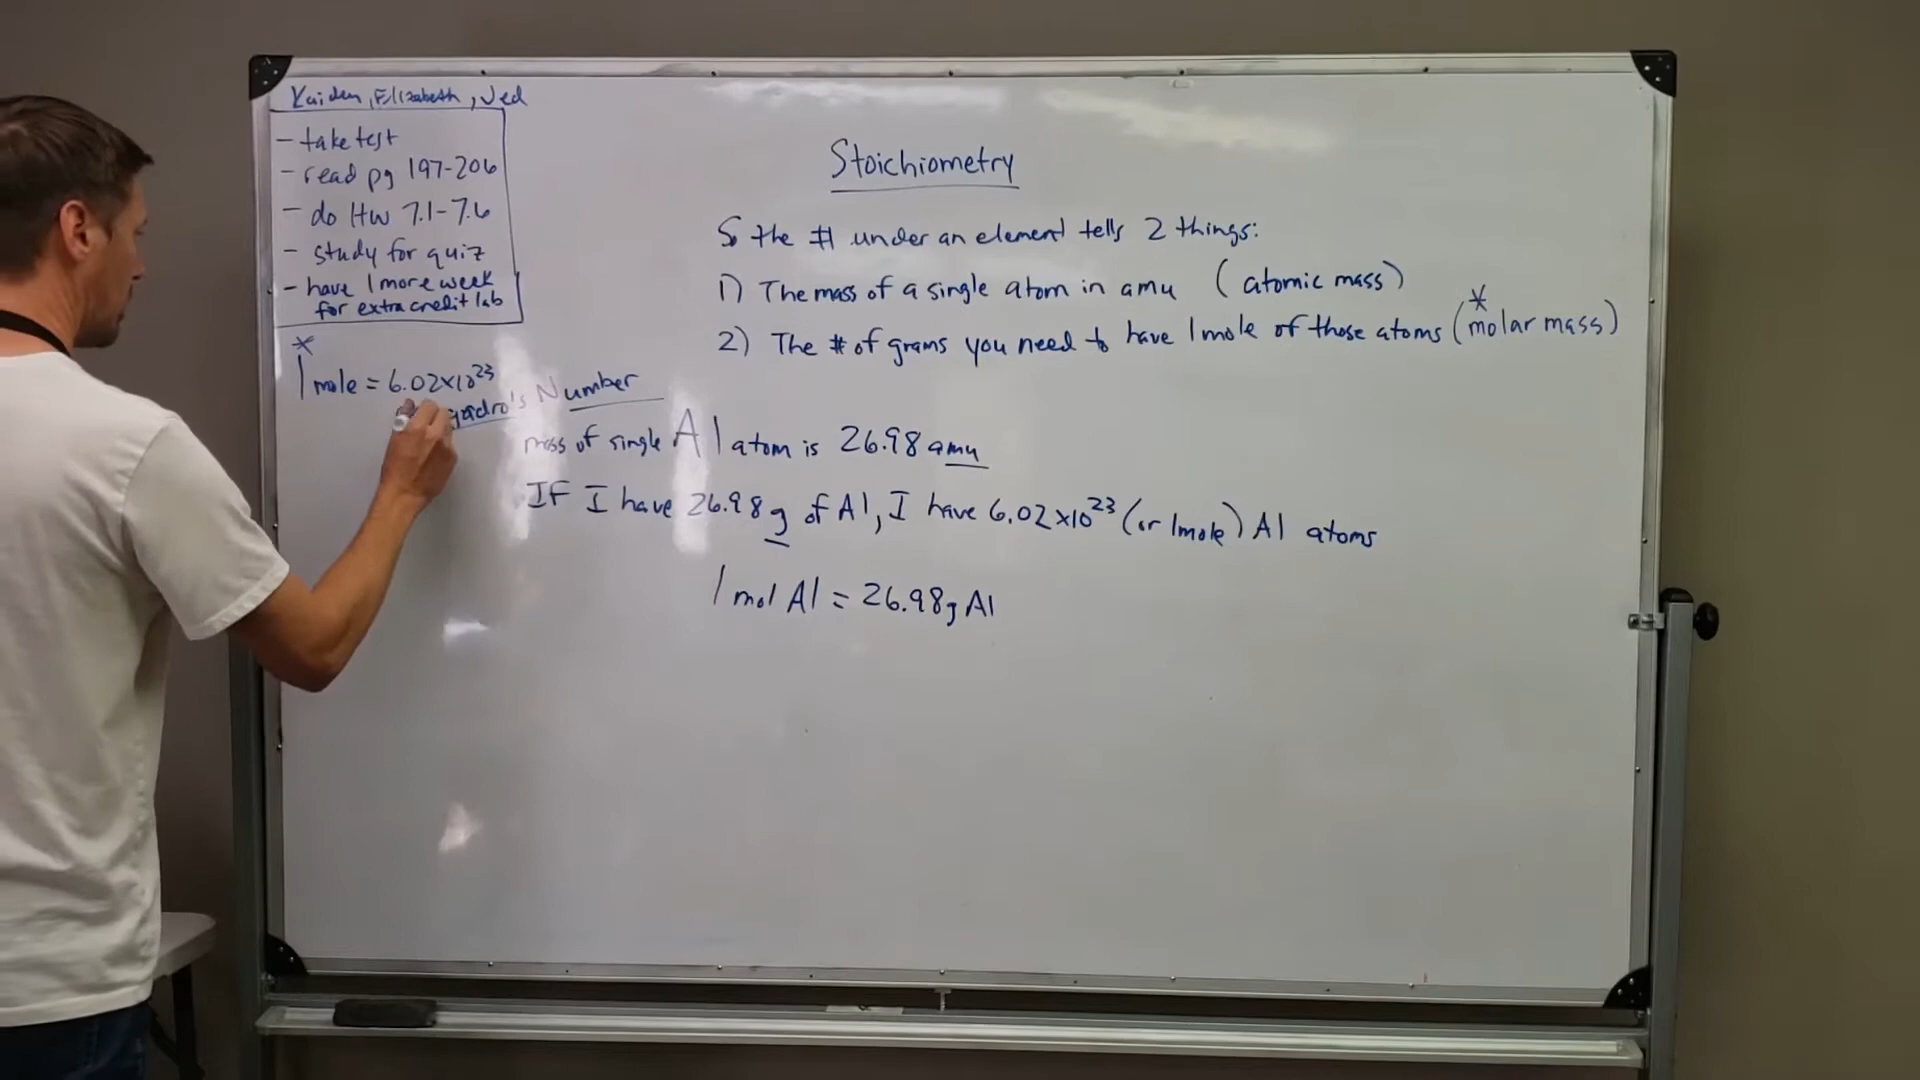 Kaiden, Elizabeth, Jed
- take test
- read pg 197-206
- do HW 7.1-7.6
- study for quiz
- have 1 more week
for extra credit lab
*
1 mole = 6.02x10²³
Number
Stoichiometry
So the # under an element tells 2 things:
1) The mass of a single atom in amu (atomic mass)
*
2) The # of grams you need to have 1 mole of those atoms (molar mass)
mass of single Al atom is 26.98 amu
If I have 26.98g of Al, I have 6.02x10²³ (or 1mole) Al atoms
1 mol Al = 26.98g Al